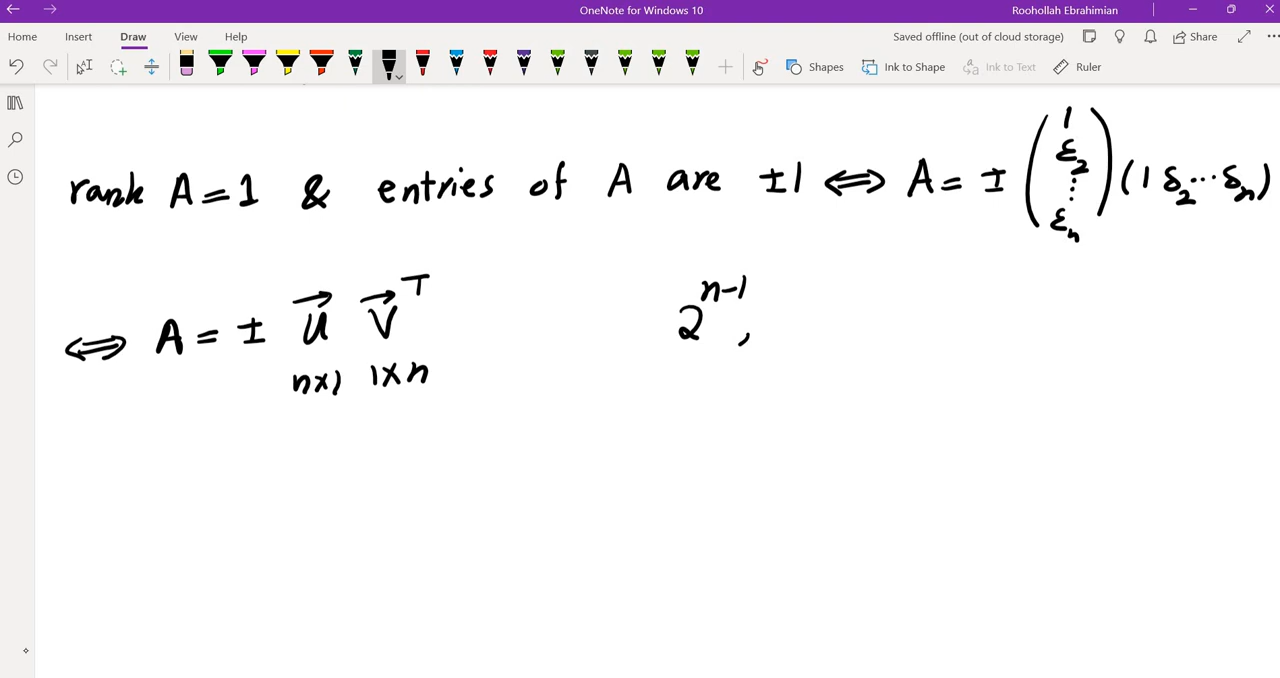 OneNote for Windows 10
Roohollah Ebrahimian
Home Insert Draw View Help
Saved offline (out of cloud storage) Share
Shapes Ink to Shape Ink to Text Ruler
rank A = 1 & entries of A are ±1 ⟺ A = ± (1 ε₂ ⋮ εₙ) (1 δ₂ ⋯ δₙ)
⟺ A = ± u⃗ v⃗ᵀ 2ⁿ⁻¹,
n×1 1×n